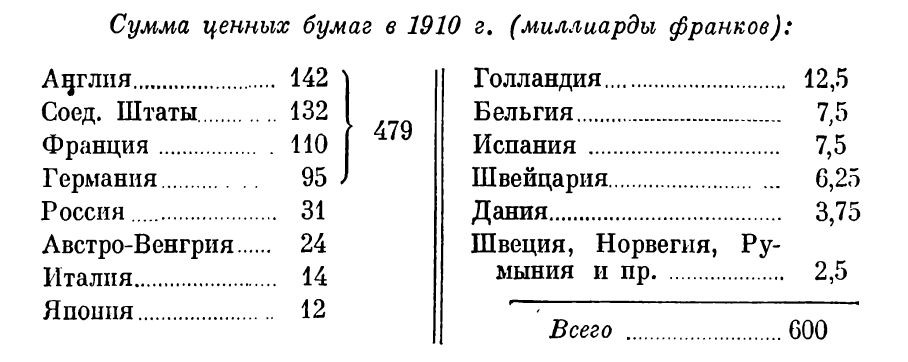 Сумма ценных бумаг в 1910 г. (миллиарды франков):
Англия 142
Соед. Штаты 132
Франция 110
Германия 95
479
Россия 31
Австро-Венгрия 24
Италия 14
Япония 12
Голландия 12,5
Бельгия 7,5
Испания 7,5
Швейцария 6,25
Дания 3,75
Швеция, Норвегия, Ру-
мыния и пр. 2,5
Всего 600